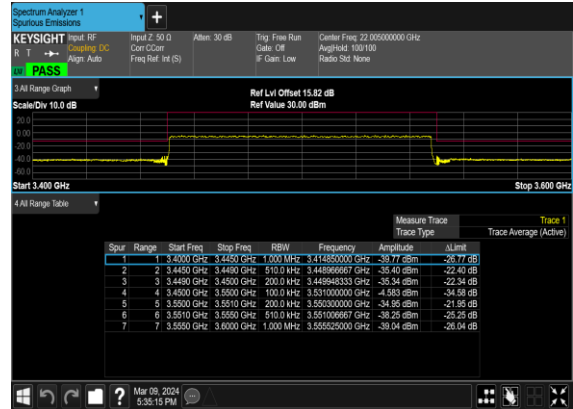 Spectrum Analyzer 1
Spurious Emissions
KEYSIGHT Input: RF Input Z: 50 Ω Atten: 30 dB Trig: Free Run Center Freq: 22.005000000 GHz
R T Coupling: DC Corr CCorr Gate: Off Avg|Hold: 100/100
Align: Auto Freq Ref: Int (S) IF Gain: Low Radio Std: None
PASS
3 All Range Graph
Ref Lvl Offset 15.82 dB
Scale/Div 10.0 dB Ref Value 30.00 dBm
20.0
0.00
-20.0
-40.0
-60.0
Start 3.400 GHz Stop 3.600 GHz
4 All Range Table
Measure Trace Trace 1
Trace Type Trace Average (Active)
Spur Range Start Freq Stop Freq RBW Frequency Amplitude ΔLimit
1 1 3.4000 GHz 3.4450 GHz 1.000 MHz 3.414850000 GHz -39.77 dBm -26.77 dB
2 2 3.4450 GHz 3.4490 GHz 510.0 kHz 3.448966667 GHz -35.40 dBm -22.40 dB
3 3 3.4490 GHz 3.4500 GHz 200.0 kHz 3.449948333 GHz -35.34 dBm -22.34 dB
4 4 3.4500 GHz 3.5500 GHz 100.0 kHz 3.531000000 GHz -4.583 dBm -34.58 dB
5 5 3.5500 GHz 3.5510 GHz 200.0 kHz 3.550300000 GHz -34.95 dBm -21.95 dB
6 6 3.5510 GHz 3.5550 GHz 510.0 kHz 3.551006667 GHz -38.25 dBm -25.25 dB
7 7 3.5550 GHz 3.6000 GHz 1.000 MHz 3.555525000 GHz -39.04 dBm -26.04 dB
Mar 09, 2024
5:35:15 PM